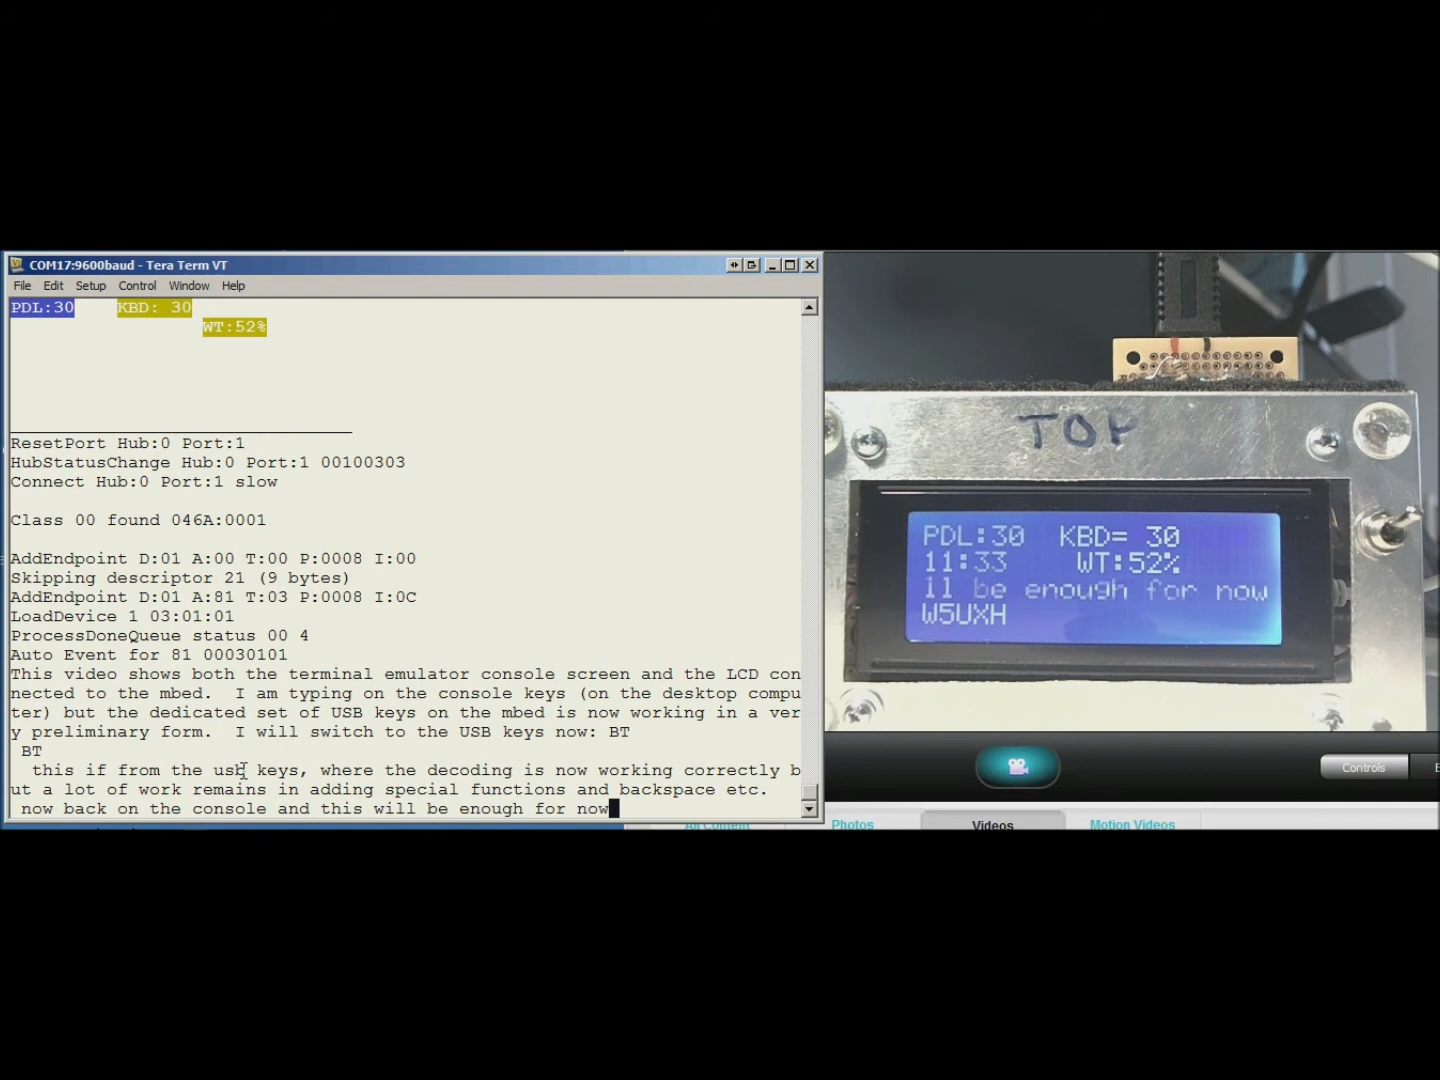 COM17:9600baud - Tera Term VT
File Edit Setup Control Window Help
PDL:30 KBD: 30
WT:52%
ResetPort Hub:0 Port:1
HubStatusChange Hub:0 Port:1 00100303
Connect Hub:0 Port:1 slow
Class 00 found 046A:0001
AddEndpoint D:01 A:00 T:00 P:0008 I:00
Skipping descriptor 21 (9 bytes)
AddEndpoint D:01 A:81 T:03 P:0008 I:0C
LoadDevice 1 03:01:01
ProcessDoneQueue status 00 4
Auto Event for 81 00030101
This video shows both the terminal emulator console screen and the LCD con
nected to the mbed.  I am typing on the console keys (on the desktop compu
ter) but the dedicated set of USB keys on the mbed is now working in a ver
y preliminary form.  I will switch to the USB keys now: BT
BT
this if from the usb keys, where the decoding is now working correctly b
ut a lot of work remains in adding special functions and backspace etc.
now back on the console and this will be enough for now
TOP
PDL:30 KBD= 30
11:33 WT:52%
ll be enough for now
W5UXH
Controls
All Content Photos Videos Motion Videos